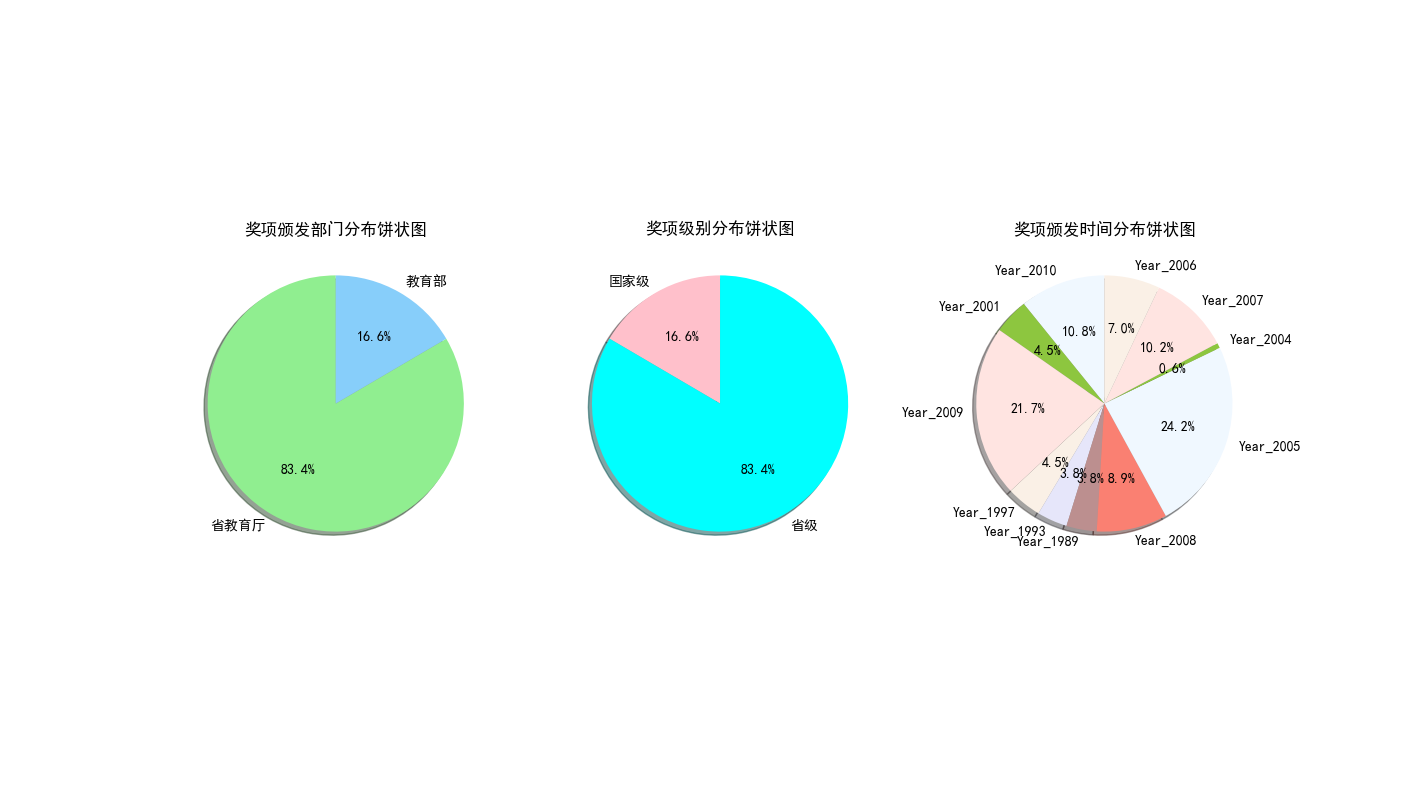 奖项颁发部门分布饼状图
教育部
16.6%
83.4%
省教育厅
奖项级别分布饼状图
国家级
16.6%
83.4%
省级
奖项颁发时间分布饼状图
Year_2006
Year_2010
Year_2007
Year_2001
7.0%
10.8%
Year_2004
10.2%
4.5%
0.6%
21.7%
Year_2009
24.2%
Year_2005
4.5%
3.8%
3.8%
8.9%
Year_1997
Year_1993
Year_1989
Year_2008